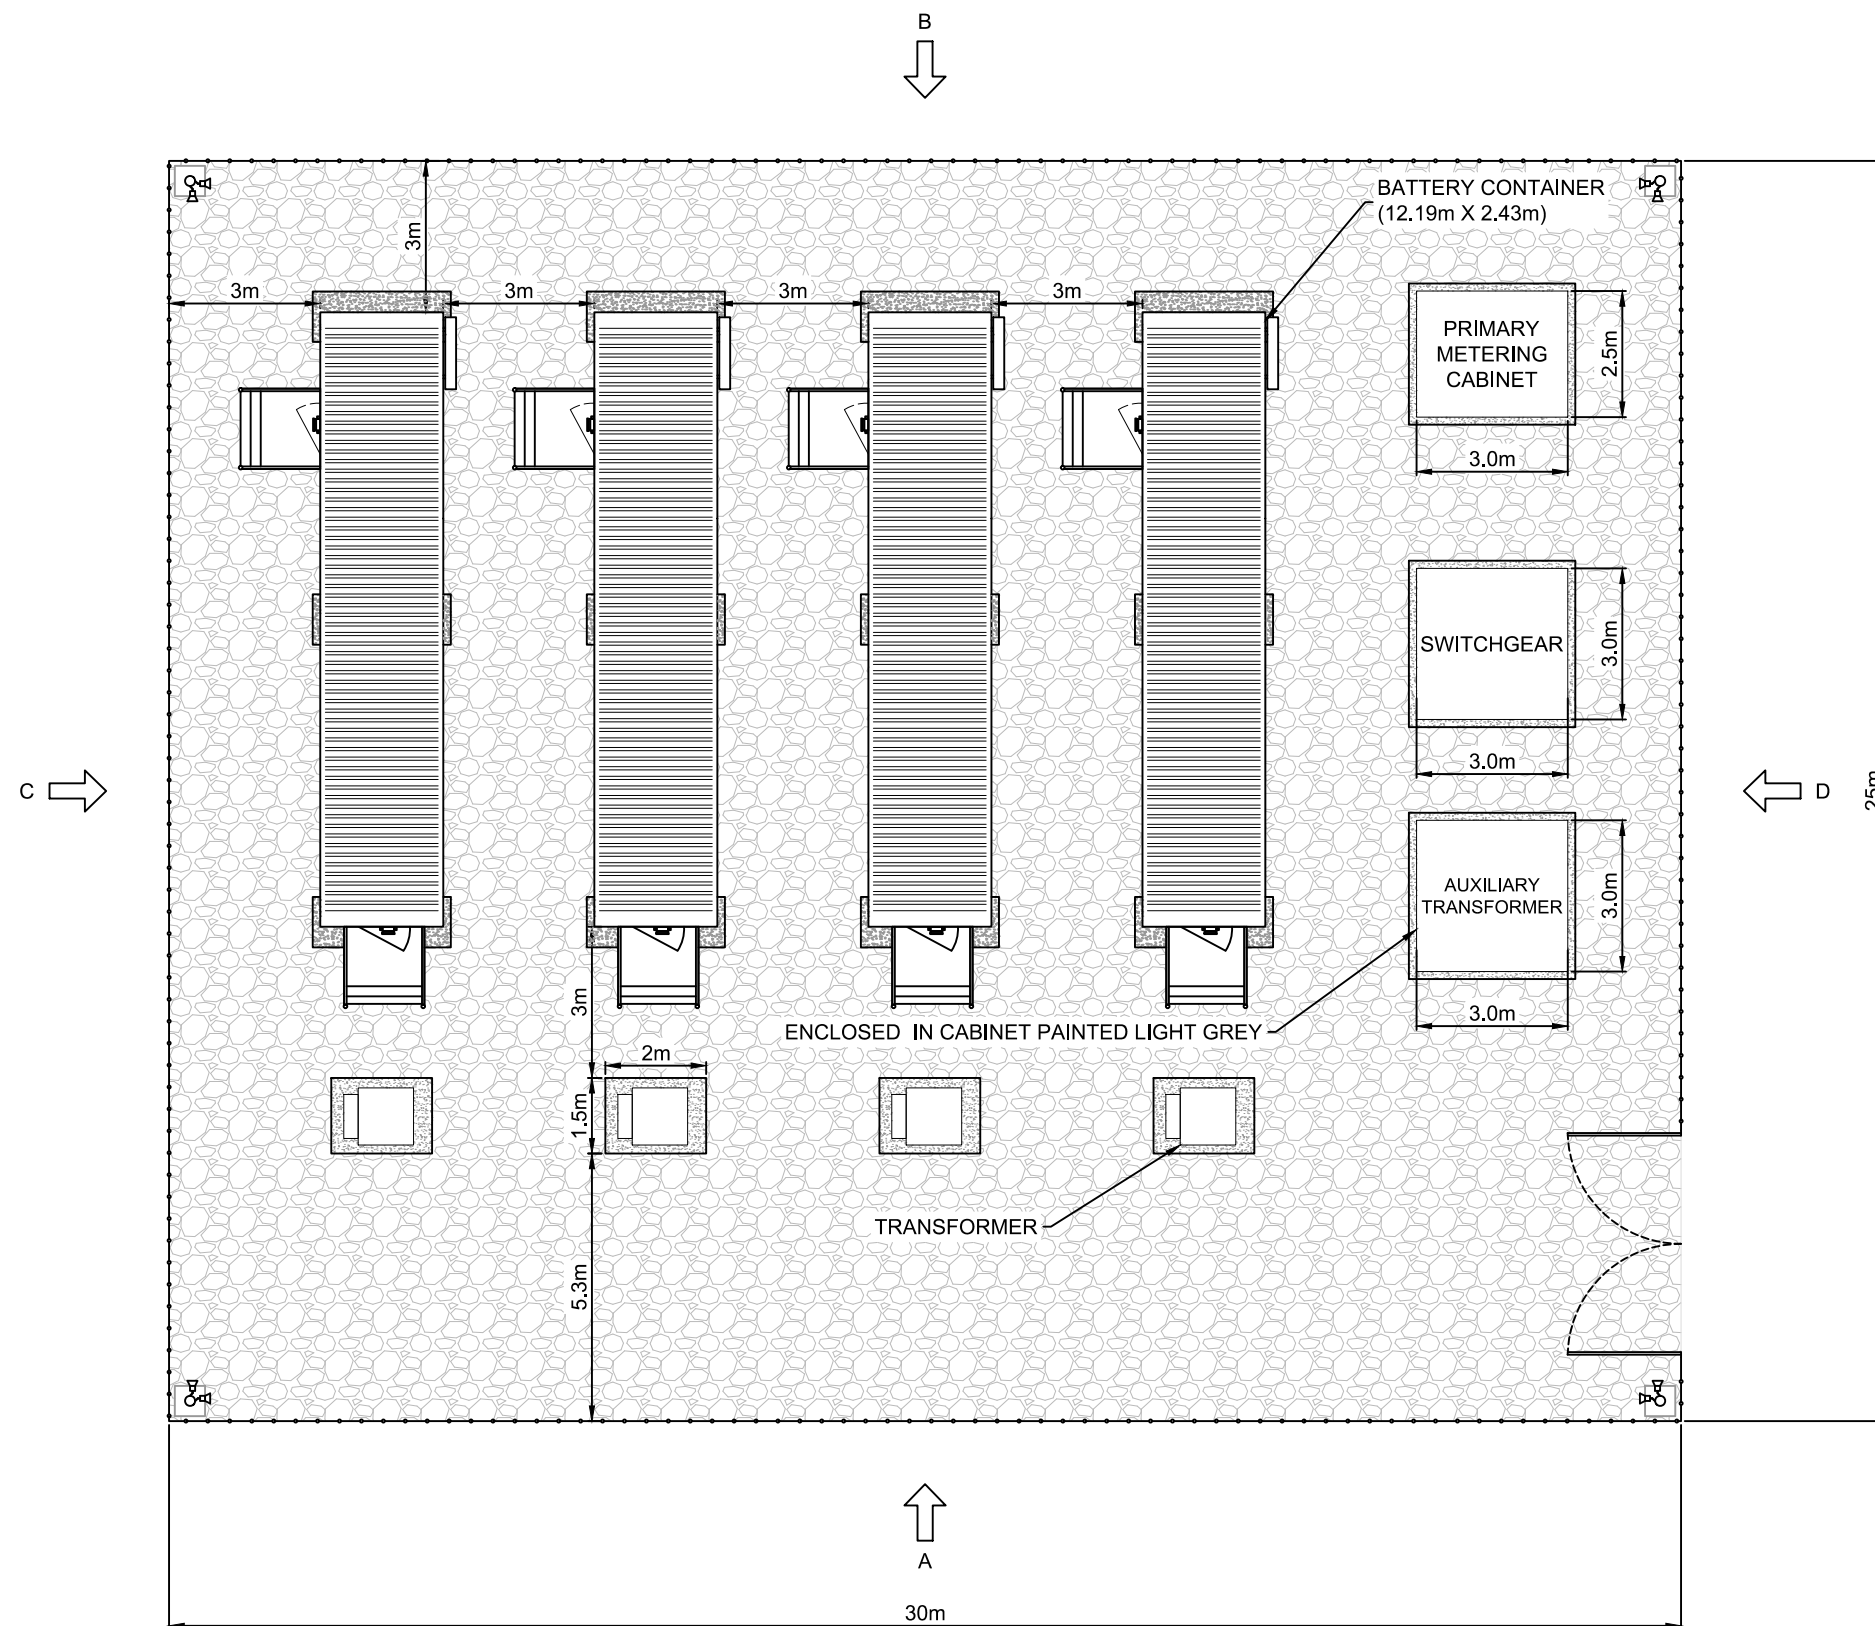 B
BATTERY CONTAINER
(12.19m X 2.43m)
3m
3m
3m
3m
3m
PRIMARY
METERING
CABINET
2.5m
3.0m
SWITCHGEAR
3.0m
3.0m
C
D
25m
AUXILIARY
TRANSFORMER
3.0m
3.0m
3m
ENCLOSED IN CABINET PAINTED LIGHT GREY
2m
1.5m
TRANSFORMER
5.3m
A
30m